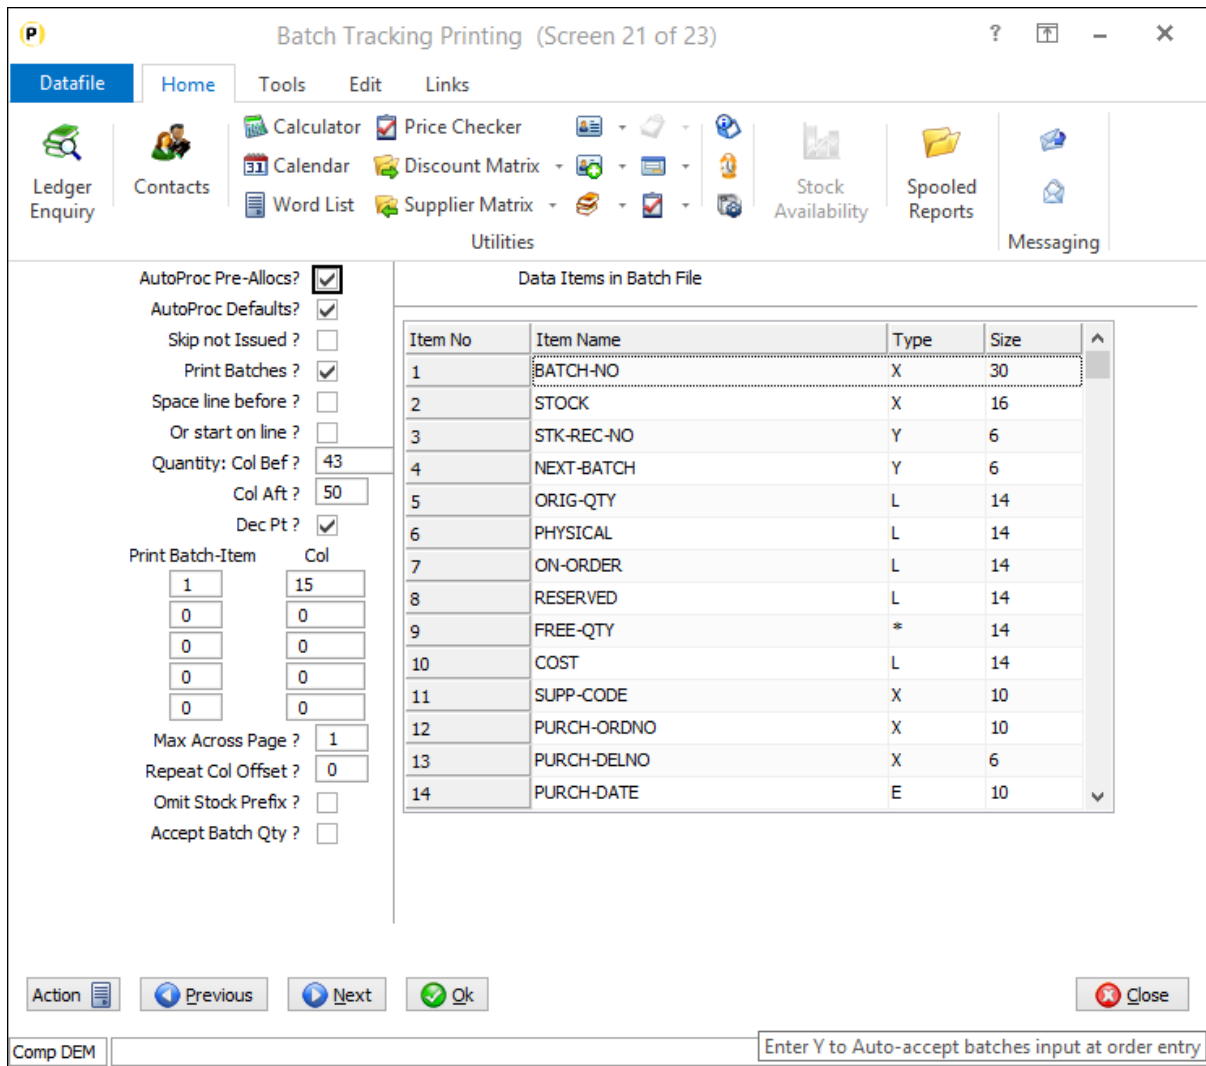 P
Batch Tracking Printing (Screen 21 of 23)
?
Datafile Home Tools Edit Links
Ledger Enquiry
Contacts
Calculator
Calendar
31
Word List
Price Checker
Discount Matrix
Supplier Matrix
Utilities
Stock Availability
Spooled Reports
Messaging
AutoProc Pre-Allocs?
AutoProc Defaults?
Skip not Issued ?
Print Batches ?
Space line before ?
Or start on line ?
Quantity: Col Bef ? 43
Col Aft ? 50
Dec Pt ?
Print Batch-Item Col
1 15
0 0
0 0
0 0
0 0
Max Across Page ? 1
Repeat Col Offset ? 0
Omit Stock Prefix ?
Accept Batch Qty ?
Data Items in Batch File
Item No Item Name Type Size
1 BATCH-NO X 30
2 STOCK X 16
3 STK-REC-NO Y 6
4 NEXT-BATCH Y 6
5 ORIG-QTY L 14
6 PHYSICAL L 14
7 ON-ORDER L 14
8 RESERVED L 14
9 FREE-QTY * 14
10 COST L 14
11 SUPP-CODE X 10
12 PURCH-ORDNO X 10
13 PURCH-DELNO X 6
14 PURCH-DATE E 10
Action Previous Next Ok Close
Comp DEM
Enter Y to Auto-accept batches input at order entry